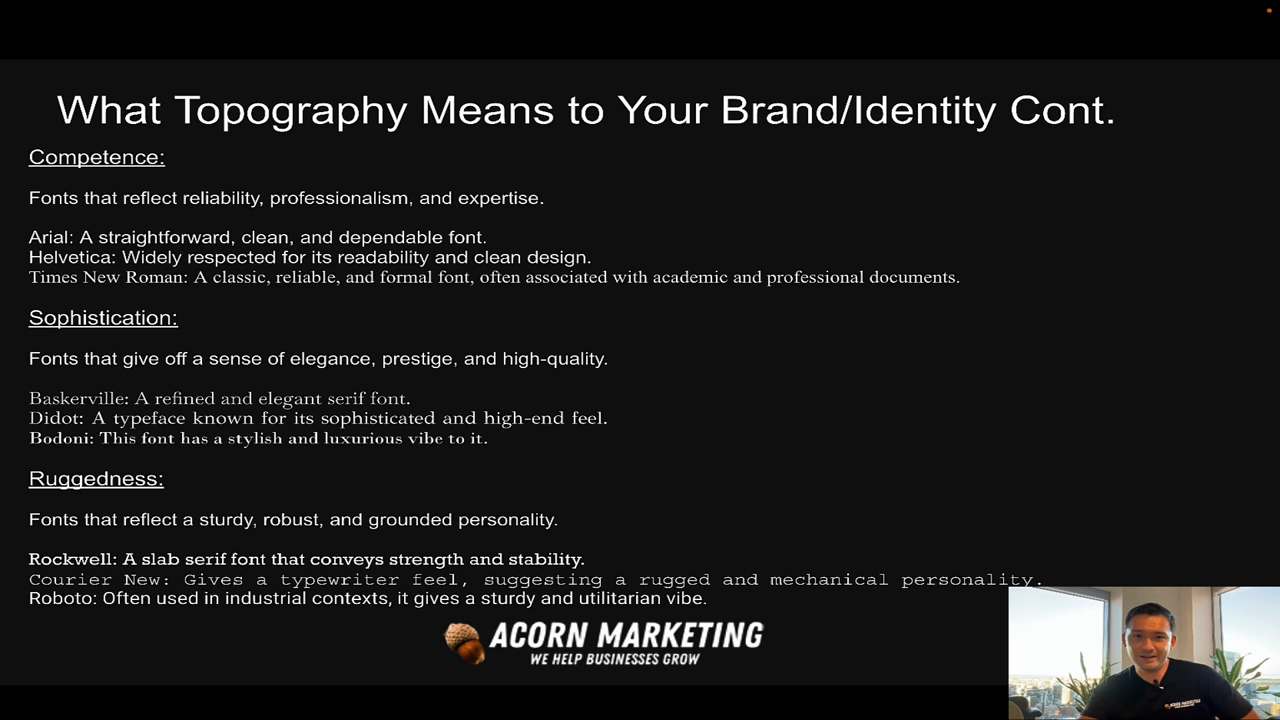 What Topography Means to Your Brand/Identity Cont.
Competence:
Fonts that reflect reliability, professionalism, and expertise.
Arial: A straightforward, clean, and dependable font.
Helvetica: Widely respected for its readability and clean design.
Times New Roman: A classic, reliable, and formal font, often associated with academic and professional documents.
Sophistication:
Fonts that give off a sense of elegance, prestige, and high-quality.
Baskerville: A refined and elegant serif font.
Didot: A typeface known for its sophisticated and high-end feel.
Bodoni: This font has a stylish and luxurious vibe to it.
Ruggedness:
Fonts that reflect a sturdy, robust, and grounded personality.
Rockwell: A slab serif font that conveys strength and stability.
Courier New: Gives a typewriter feel, suggesting a rugged and mechanical personality.
Roboto: Often used in industrial contexts, it gives a sturdy and utilitarian vibe.
ACORN MARKETING
WE HELP BUSINESSES GROW
ACORN MARKETING